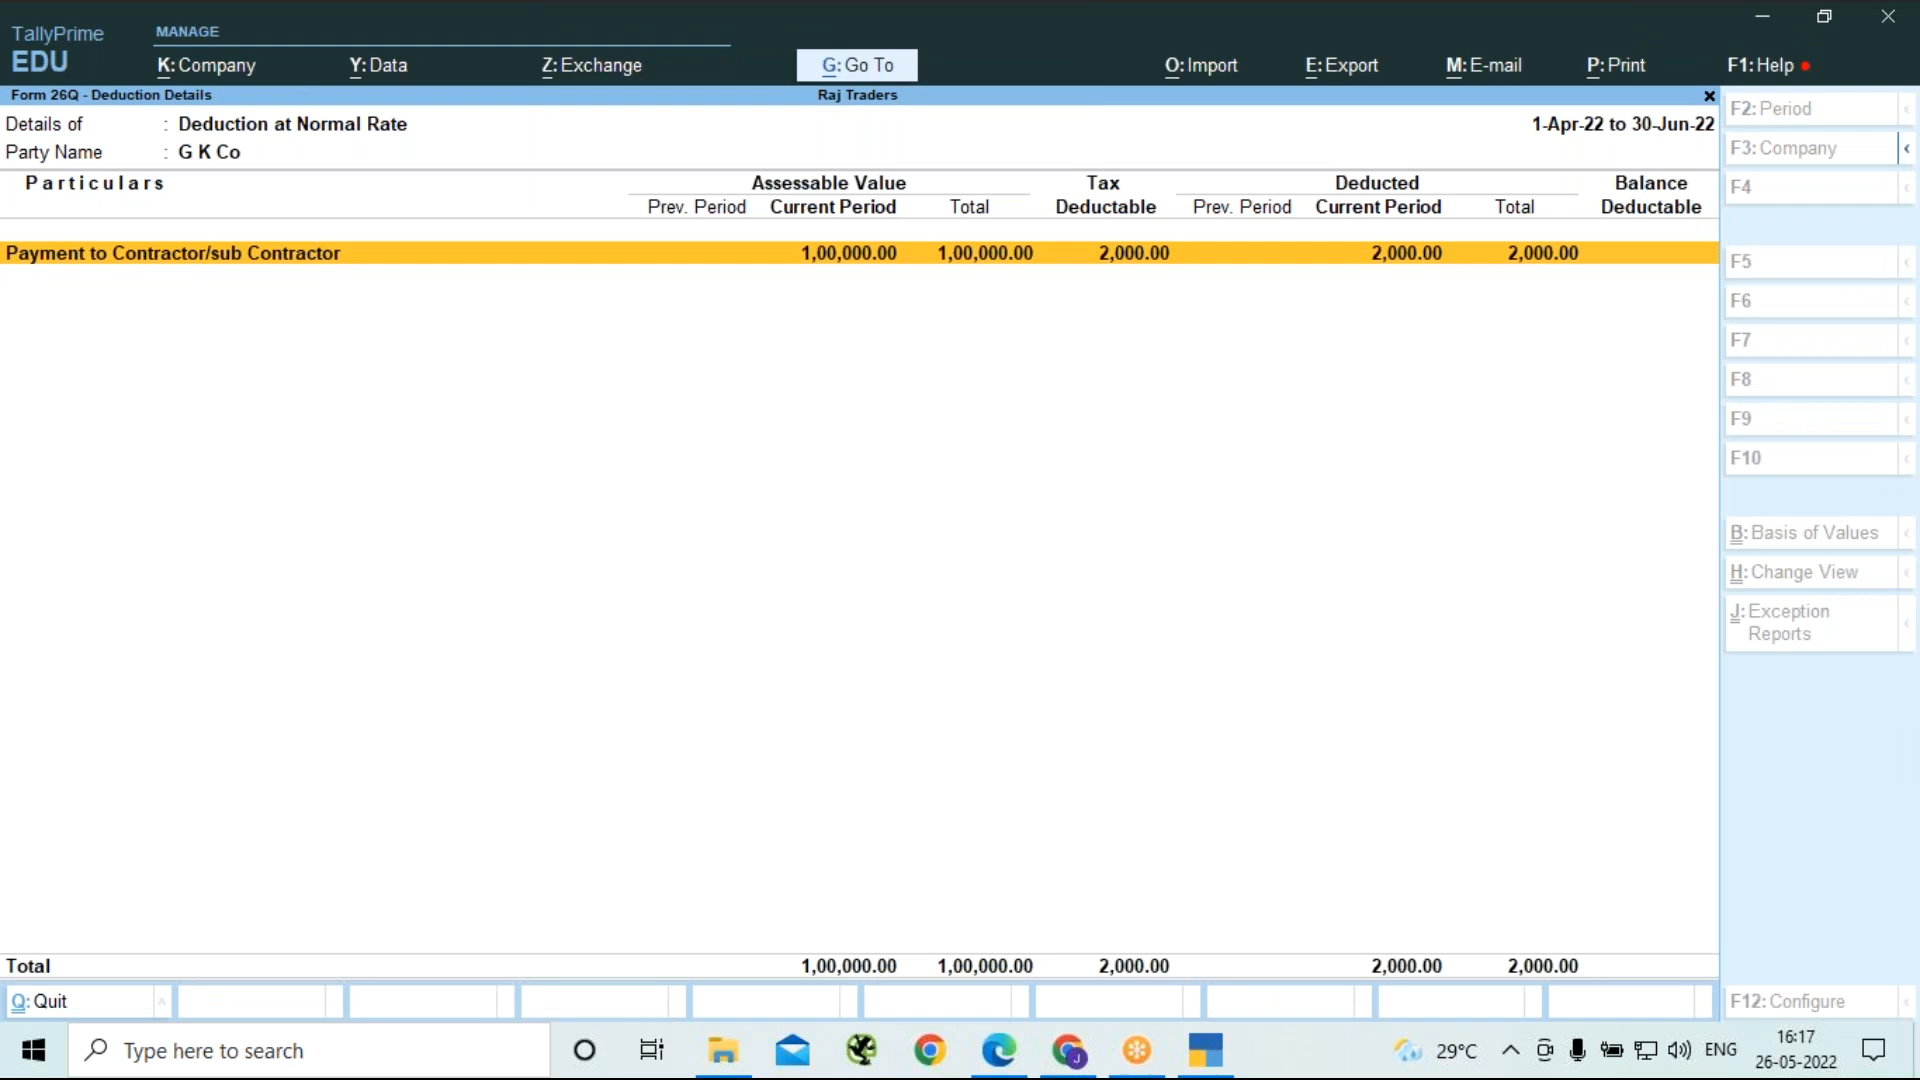 TallyPrime
EDU
MANAGE
K: Company
Y: Data
Z: Exchange
G: Go To
O: Import
E: Export
M: E-mail
P: Print
F1: Help
Form 26Q - Deduction Details
Raj Traders
Details of : Deduction at Normal Rate
1-Apr-22 to 30-Jun-22
Party Name : G K Co
Particulars Assessable Value Tax Deducted Balance
Prev. Period Current Period Total Deductable Prev. Period Current Period Total Deductable
Payment to Contractor/sub Contractor 1,00,000.00 1,00,000.00 2,000.00 2,000.00 2,000.00
Total 1,00,000.00 1,00,000.00 2,000.00 2,000.00 2,000.00
Q: Quit
F2: Period
F3: Company
F4
F5
F6
F7
F8
F9
F10
B: Basis of Values
H: Change View
J: Exception
Reports
F12: Configure
Type here to search
J
29°C
ENG
16:17
26-05-2022